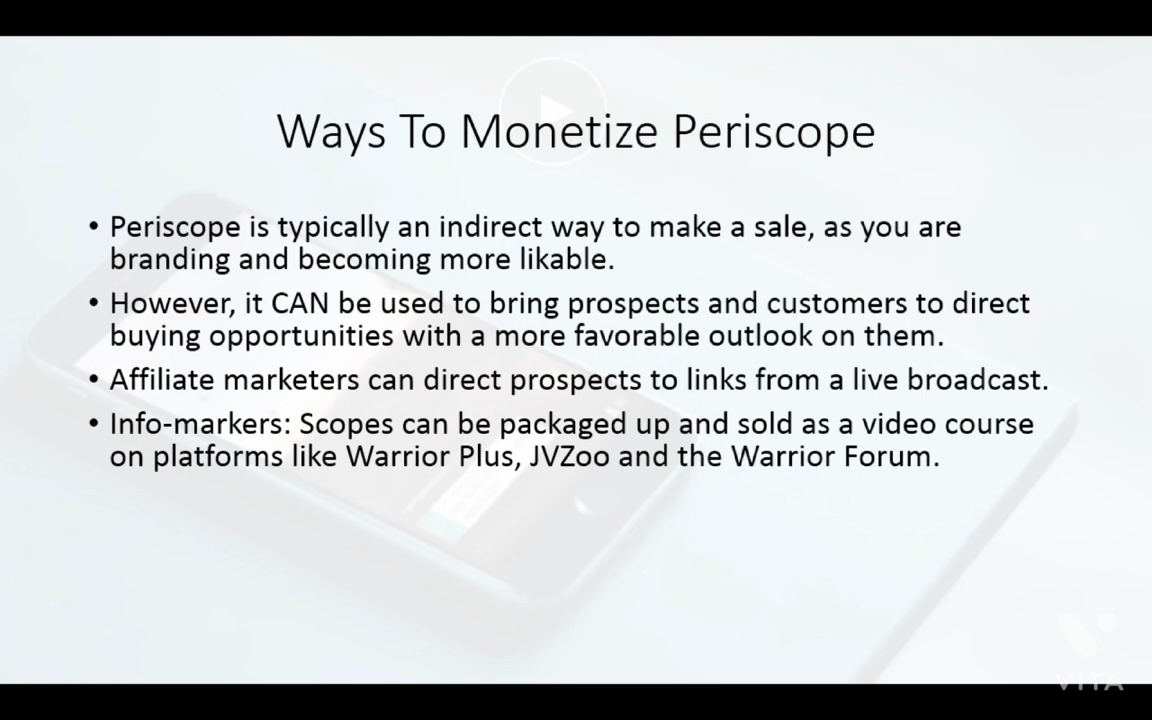 Ways To Monetize Periscope
• Periscope is typically an indirect way to make a sale, as you are
branding and becoming more likable.
• However, it CAN be used to bring prospects and customers to direct
buying opportunities with a more favorable outlook on them.
• Affiliate marketers can direct prospects to links from a live broadcast.
• Info-markers: Scopes can be packaged up and sold as a video course
on platforms like Warrior Plus, JVZoo and the Warrior Forum.
VITA